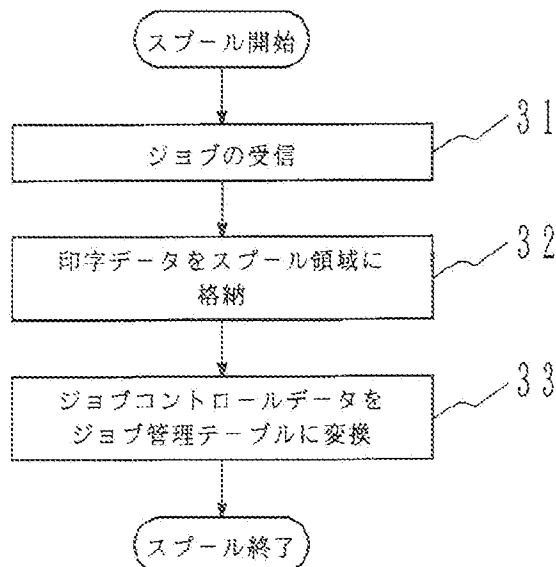 スプール開始
ジョブの受信
31
印字データをスプール領域に
格納
32
ジョブコントロールデータを
ジョブ管理テーブルに変換
33
スプール終了